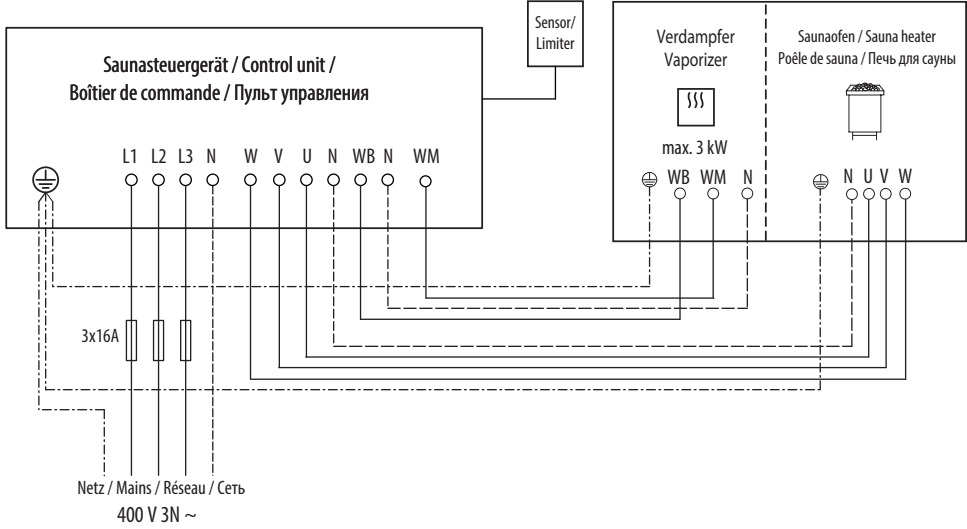 Sensor/
Limiter
Saunasteuergerät / Control unit /
Boîtier de commande / Пульт управления
L1 L2 L3 N W V U N WB N WM
Verdampfer
Vaporizer
max. 3 kW
WB WM N
Saunaofen / Sauna heater
Poêle de sauna / Печь для сауны
N U V W
3x16A
Netz / Mains / Réseau / Сеть
400 V 3N ~